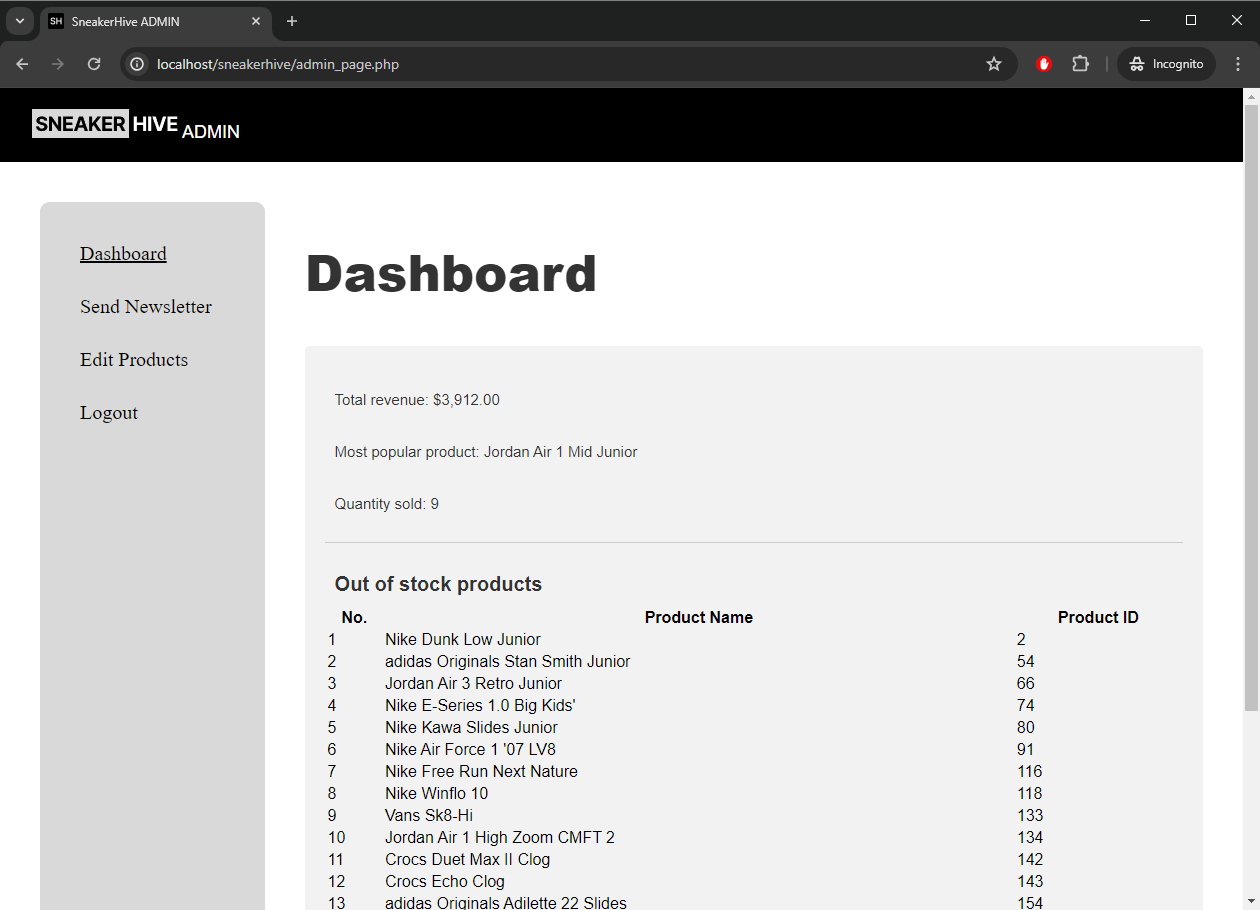 SH SneakerHive ADMIN
localhost/sneakerhive/admin_page.php
Incognito
SNEAKER HIVE ADMIN
Dashboard
Send Newsletter
Edit Products
Logout
Dashboard
Total revenue: $3,912.00
Most popular product: Jordan Air 1 Mid Junior
Quantity sold: 9
Out of stock products
No. Product Name Product ID
1 Nike Dunk Low Junior 2
2 adidas Originals Stan Smith Junior 54
3 Jordan Air 3 Retro Junior 66
4 Nike E-Series 1.0 Big Kids' 74
5 Nike Kawa Slides Junior 80
6 Nike Air Force 1 '07 LV8 91
7 Nike Free Run Next Nature 116
8 Nike Winflo 10 118
9 Vans Sk8-Hi 133
10 Jordan Air 1 High Zoom CMFT 2 134
11 Crocs Duet Max II Clog 142
12 Crocs Echo Clog 143
13 adidas Originals Adilette 22 Slides 154